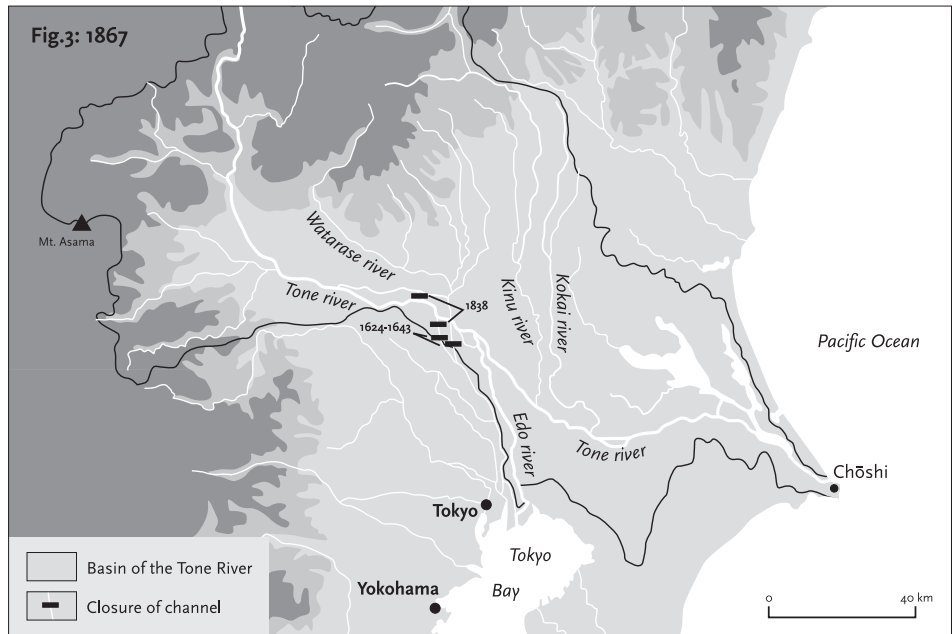 Fig.3: 1867
Mt. Asama
Watarase river
Tone river
1838
1624-1643
Kinu river
Kokai river
Pacific Ocean
Edo river
Tone river
Chōshi
Tokyo
Tokyo
Bay
Yokohama
Basin of the Tone River
Closure of channel
0 40 km